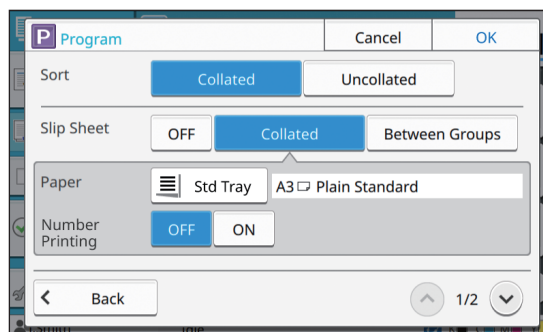 P Program Cancel OK
Sort Collated Uncollated
Slip Sheet OFF Collated Between Groups
Paper Std Tray A3 Plain Standard
Number
Printing OFF ON
Back 1/2
Idle